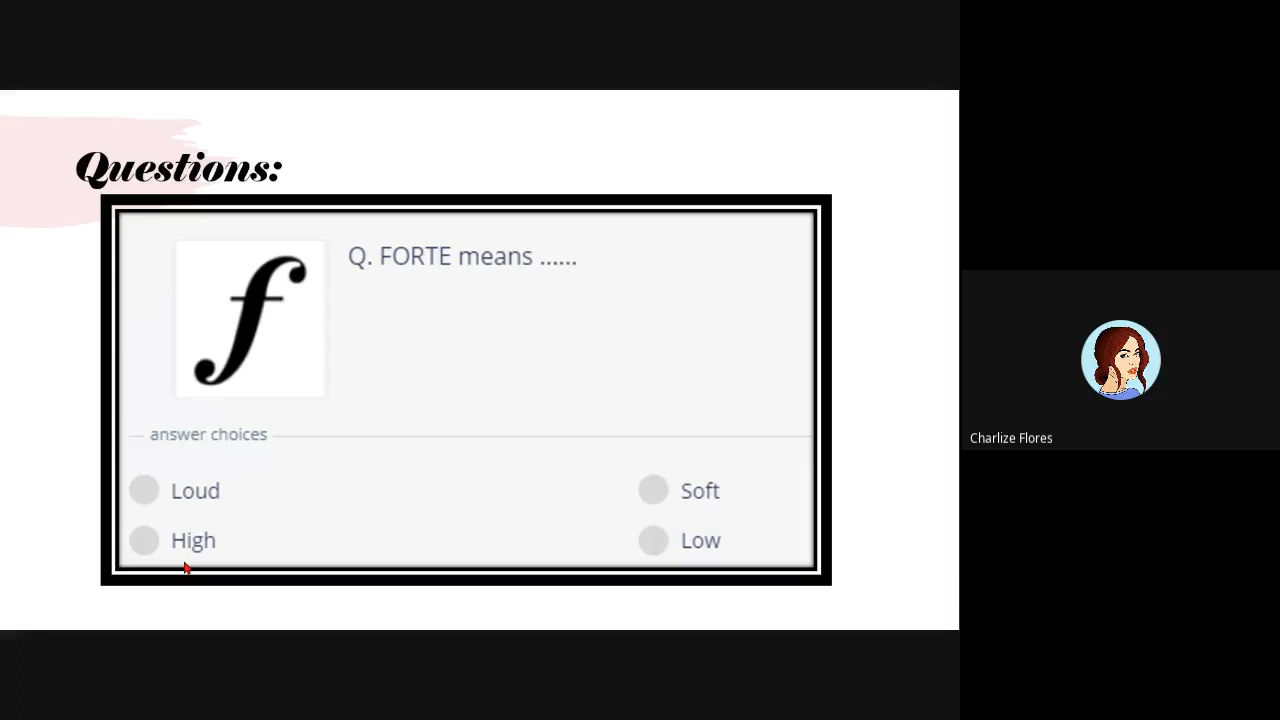 Questions:
f
Q. FORTE means ......
answer choices
Loud
Soft
High
Low
Charlize Flores